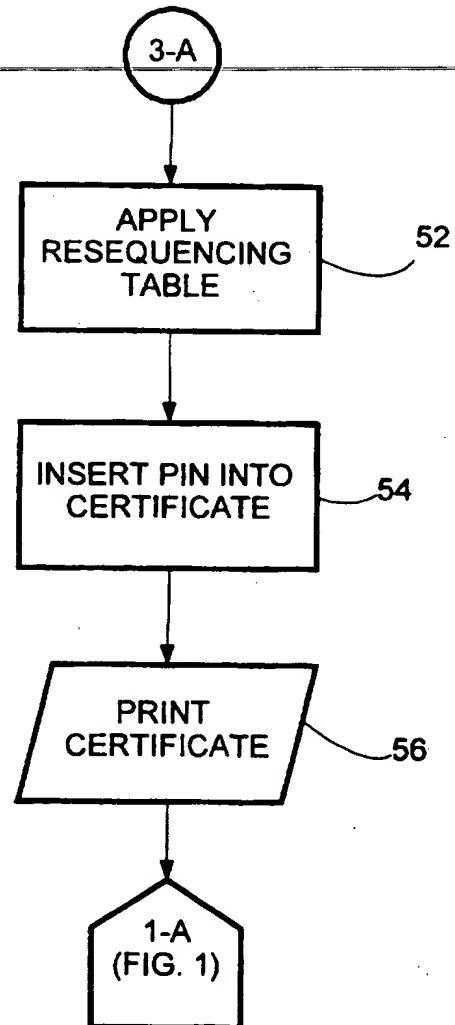 3-A
APPLY
RESEQUENCING
TABLE
52
INSERT PIN INTO
CERTIFICATE
54
PRINT
CERTIFICATE
56
1-A
(FIG. 1)